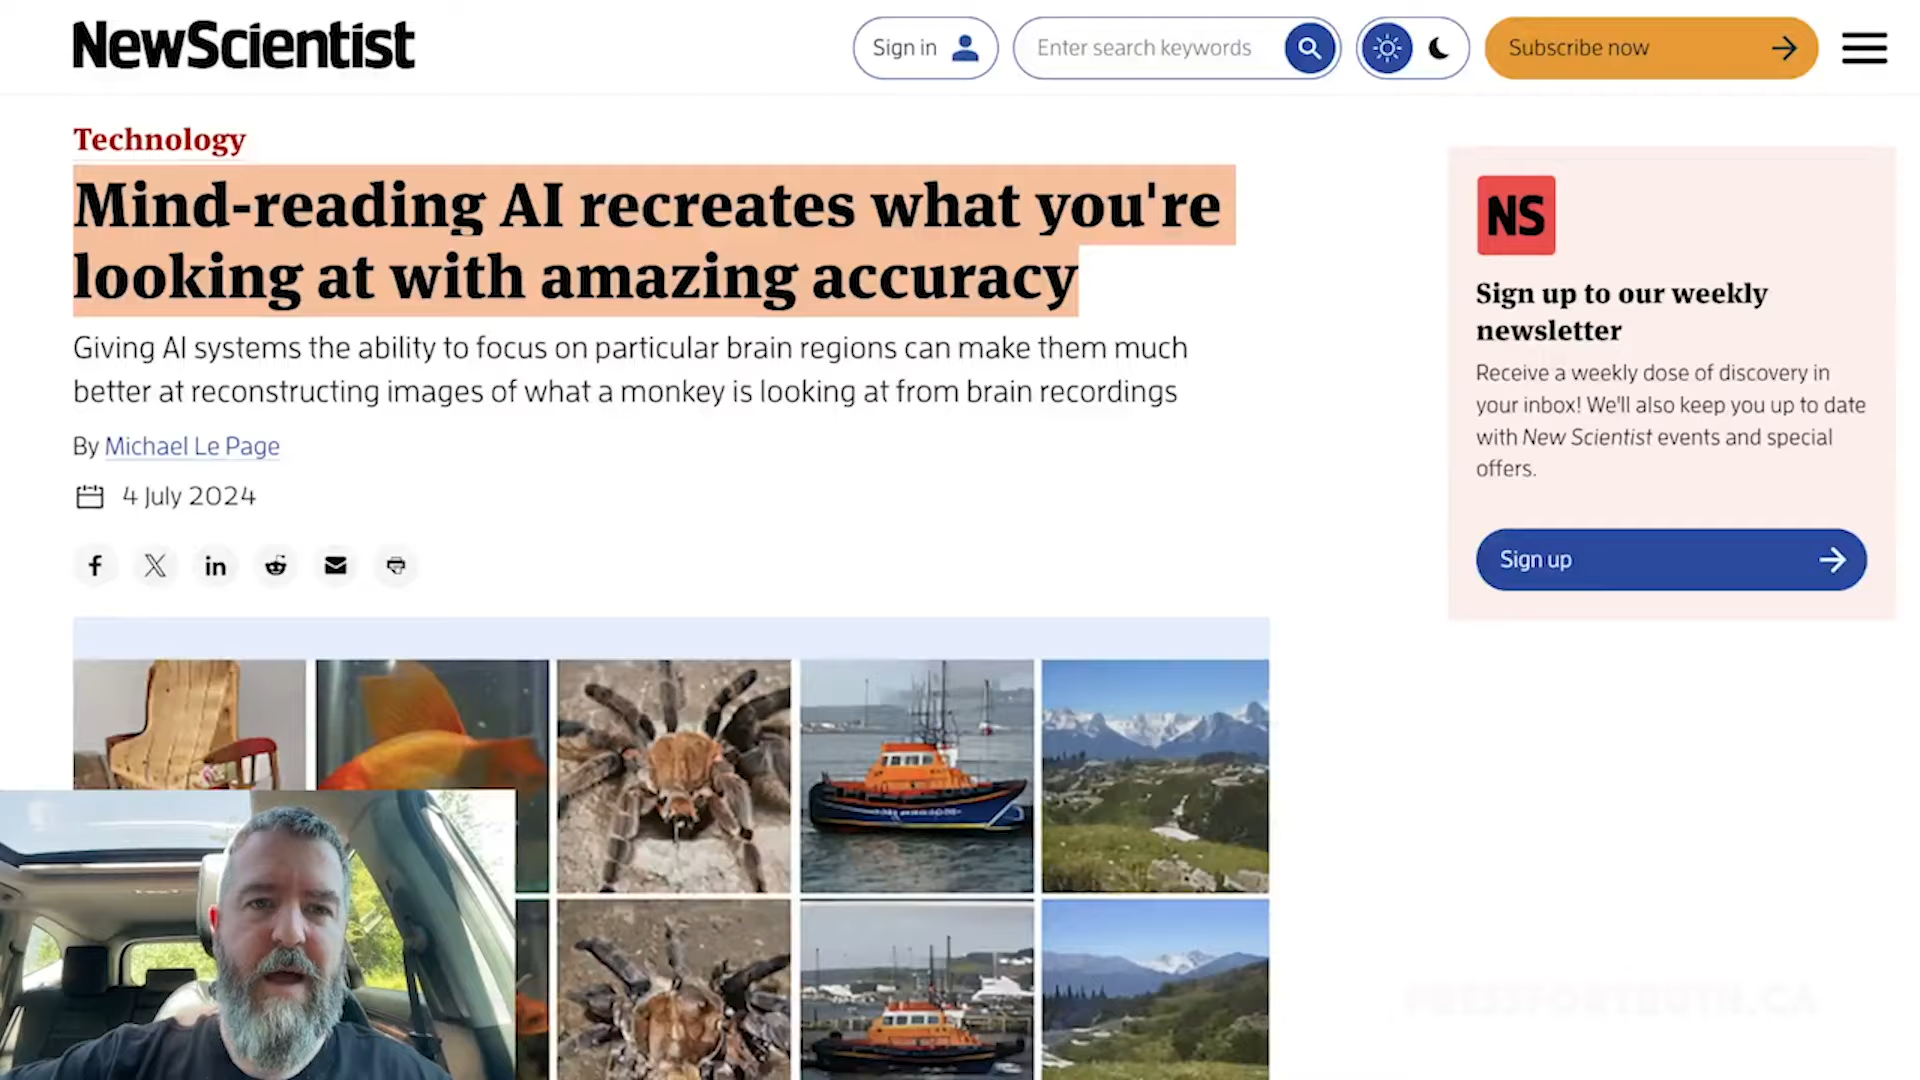 NewScientist
Sign in
Enter search keywords
Subscribe now
Technology
Mind-reading AI recreates what you're
looking at with amazing accuracy
Giving AI systems the ability to focus on particular brain regions can make them much
better at reconstructing images of what a monkey is looking at from brain recordings
By Michael Le Page
4 July 2024
NS
Sign up to our weekly
newsletter
Receive a weekly dose of discovery in
your inbox! We'll also keep you up to date
with New Scientist events and special
offers.
Sign up
PRESSFORTRUTH.CA